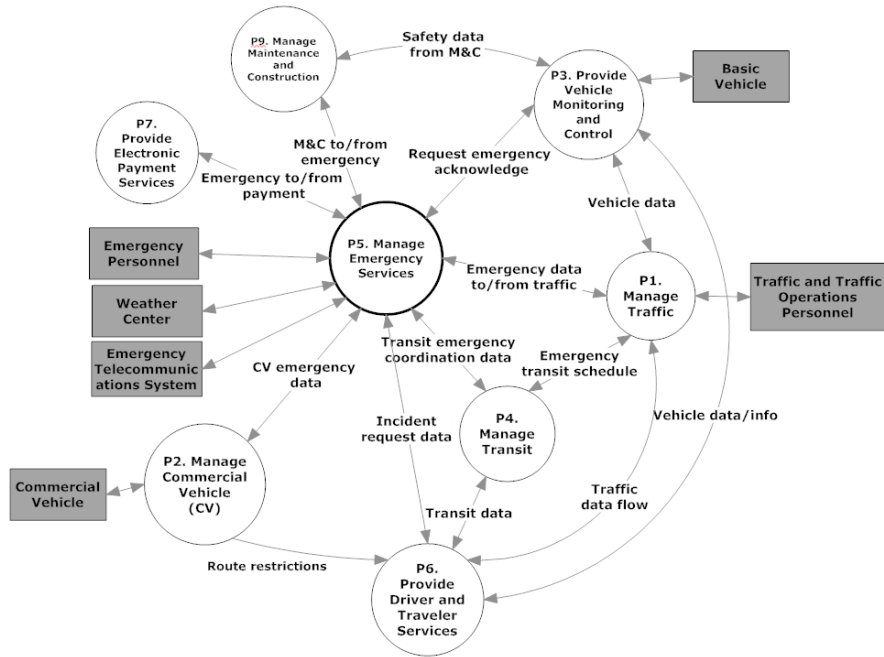 P9. Manage
Maintenance
and
Construction
Safety data
from M&C
P3. Provide
Vehicle
Monitoring
and
Control
Basic
Vehicle
P7.
Provide
Electronic
Payment
Services
M&C to/from
emergency
Request emergency
acknowledge
Emergency to/from
payment
Vehicle data
Emergency
Personnel
P5. Manage
Emergency
Services
Emergency data
to/from traffic
P1.
Manage
Traffic
Traffic and Traffic
Operations
Personnel
Weather
Center
Emergency
Telecommunic
ations System
CV emergency
data
Transit emergency
coordination data
Emergency
transit schedule
Incident
request data
P4.
Manage
Transit
Vehicle data/info
P2. Manage
Commercial
Vehicle
(CV)
Commercial
Vehicle
Transit data
Traffic
data flow
Route restrictions
P6.
Provide
Driver and
Traveler
Services